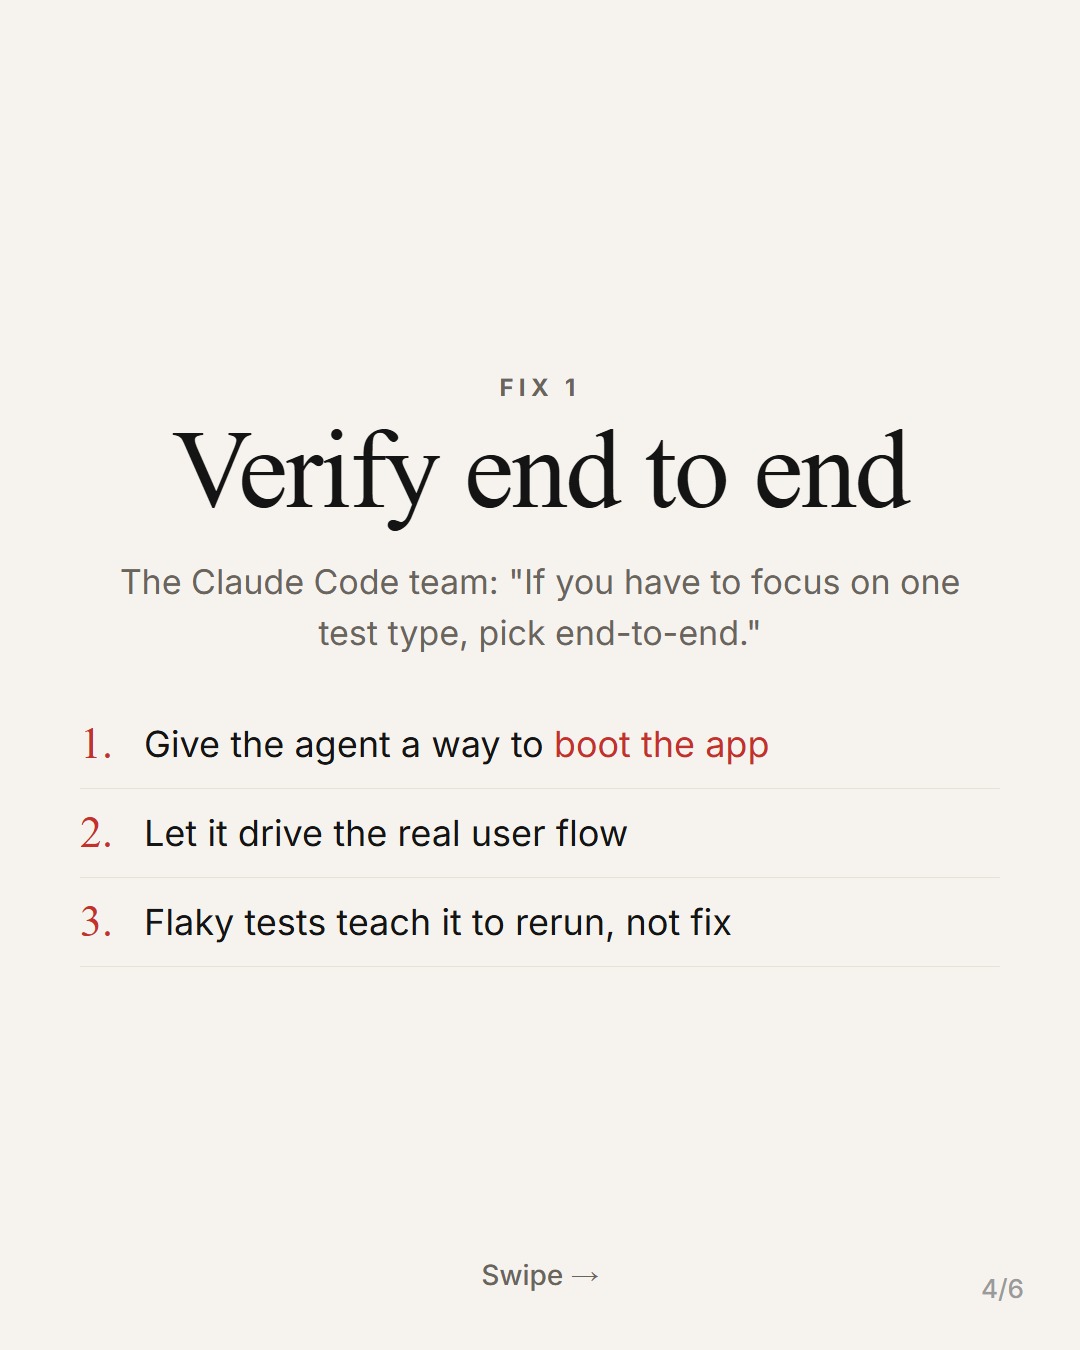 FIX 1
Verify end to end
The Claude Code team: "If you have to focus on one
test type, pick end-to-end."
1. Give the agent a way to boot the app
2. Let it drive the real user flow
3. Flaky tests teach it to rerun, not fix
Swipe →
4/6